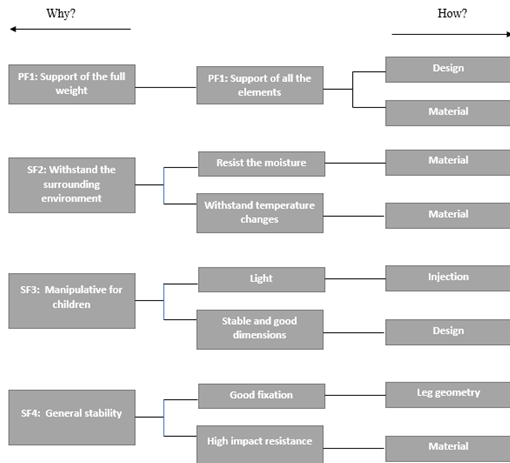 Why?
How?
PF1: Support of the full
weight
PF1: Support of all the
elements
Design
Material
SF2: Withstand the
surrounding
environment
Resist the moisture
Material
Withstand temperature
changes
Material
SF3:  Manipulative for
children
Light
Injection
Stable and good
dimensions
Design
SF4:  General stability
Good fixation
Leg geometry
High impact resistance
Material